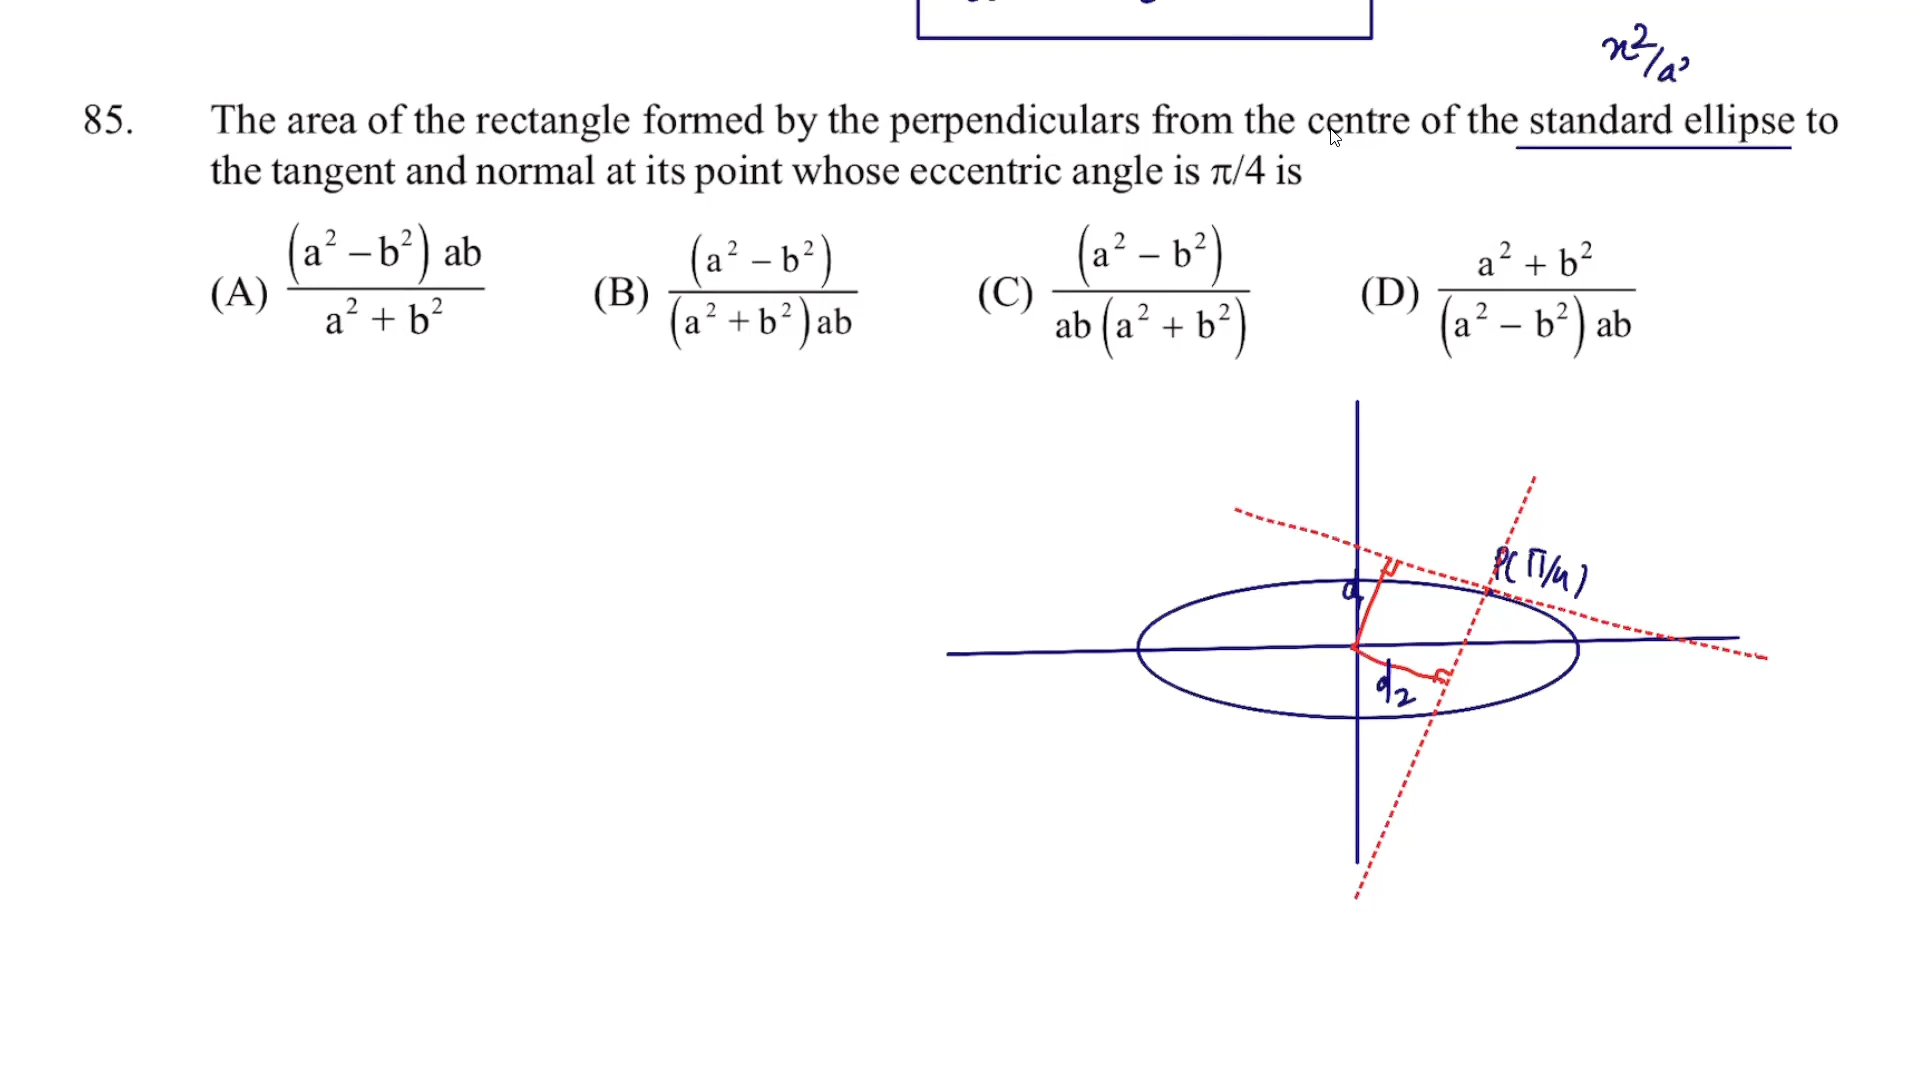 x²/a²
85. The area of the rectangle formed by the perpendiculars from the centre of the standard ellipse to
the tangent and normal at its point whose eccentric angle is π/4 is
(A) (a² – b²) ab / a² + b² (B) (a² – b²) / (a² + b²) ab (C) (a² – b²) / ab (a² + b²) (D) a² + b² / (a² – b²) ab
P(π/4)
d₂